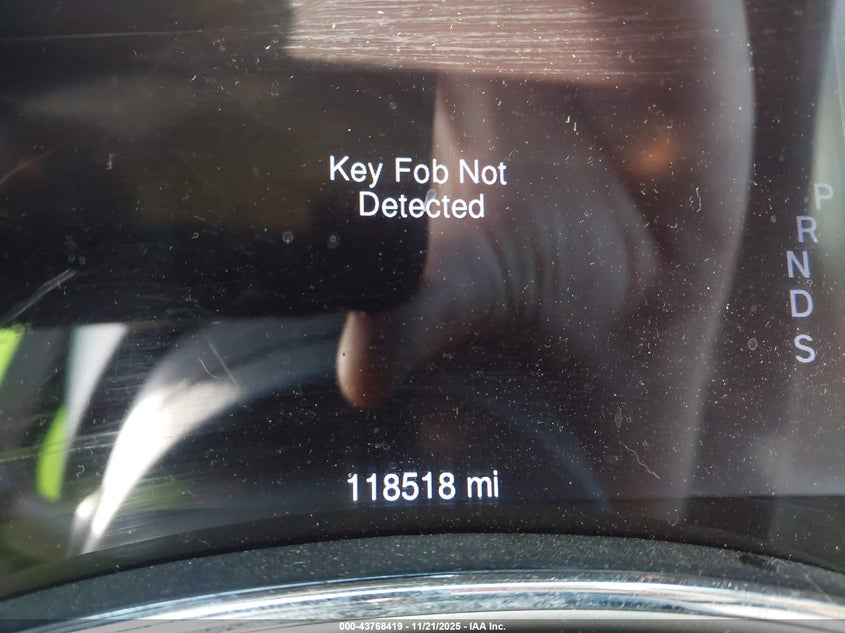 Key Fob Not
Detected
P
R
N
D
S
118518 mi
000-43768419 - 11/21/2025 - IAA Inc.